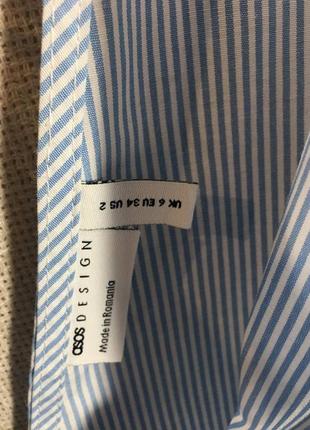 UK 6 EU 34 US 2
asos DESIGN
Made in Romania